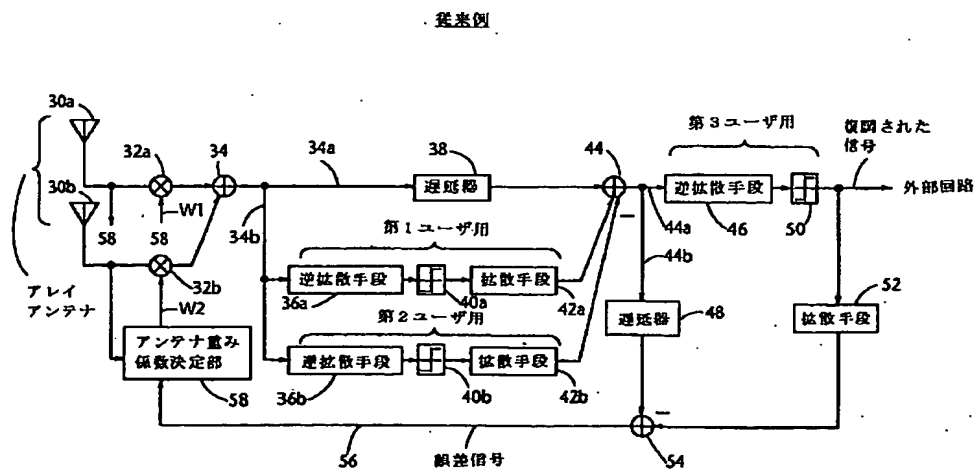 従来例
30a
32a
34
34a
38
遅延器
44
第3ユーザ用
復調された
信号
外部回路
逆拡散手段
46
50
44a
30b
58
W1
58
34b
第1ユーザ用
44b
アレイ
アンテナ
32b
W2
逆拡散手段
36a
40a
拡散手段
42a
第2ユーザ用
遅延器
48
52
拡散手段
アンテナ重み
係数決定部
58
逆拡散手段
36b
40b
拡散手段
42b
56
誤差信号
54